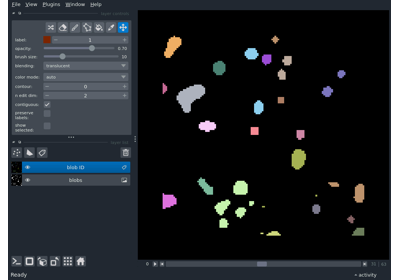 File View Plugins Window Help
label: 1
opacity: 0.70
brush size: 10
blending: translucent
color mode: auto
contour: 0
n edit dim: 2
contiguous:
preserve labels:
show selected:
blob ID
blobs
0
Ready
activity